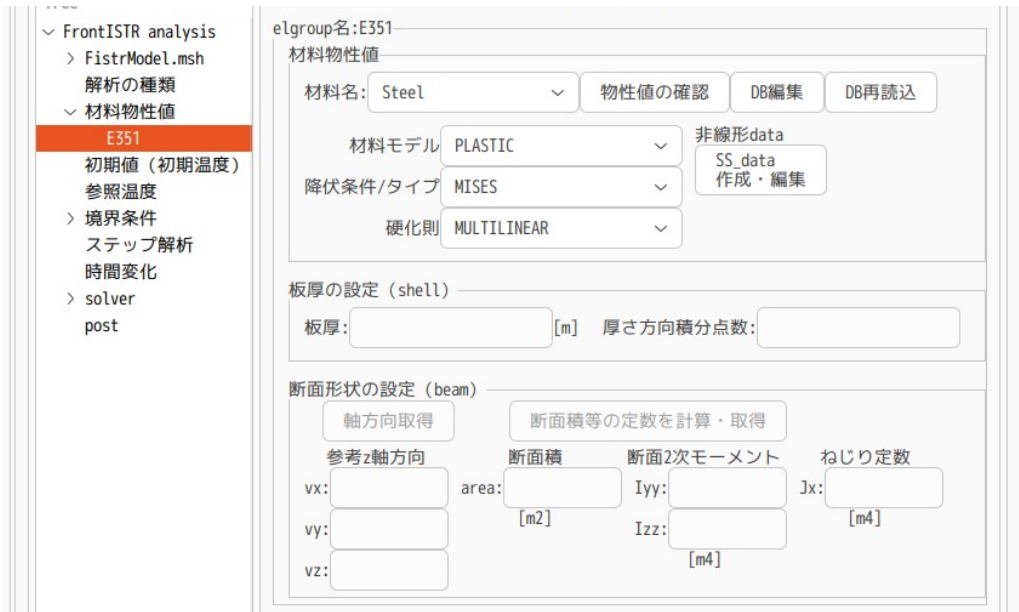 FrontISTR analysis
FistrModel.msh
解析の種類
材料物性値
E351
初期値（初期温度）
参照温度
境界条件
ステップ解析
時間変化
solver
post
elgroup名:E351
材料物性値
材料名: Steel 物性値の確認 DB編集 DB再読込
材料モデル PLASTIC 非線形data
降伏条件/タイプ MISES SS_data
作成・編集
硬化則 MULTILINEAR
板厚の設定（shell）
板厚: [m] 厚さ方向積分点数:
断面形状の設定（beam）
軸方向取得 断面積等の定数を計算・取得
参考z軸方向 断面積 断面2次モーメント ねじり定数
vx: area: Iyy: Jx:
[m2] [m4]
vy: Izz:
[m4]
vz: